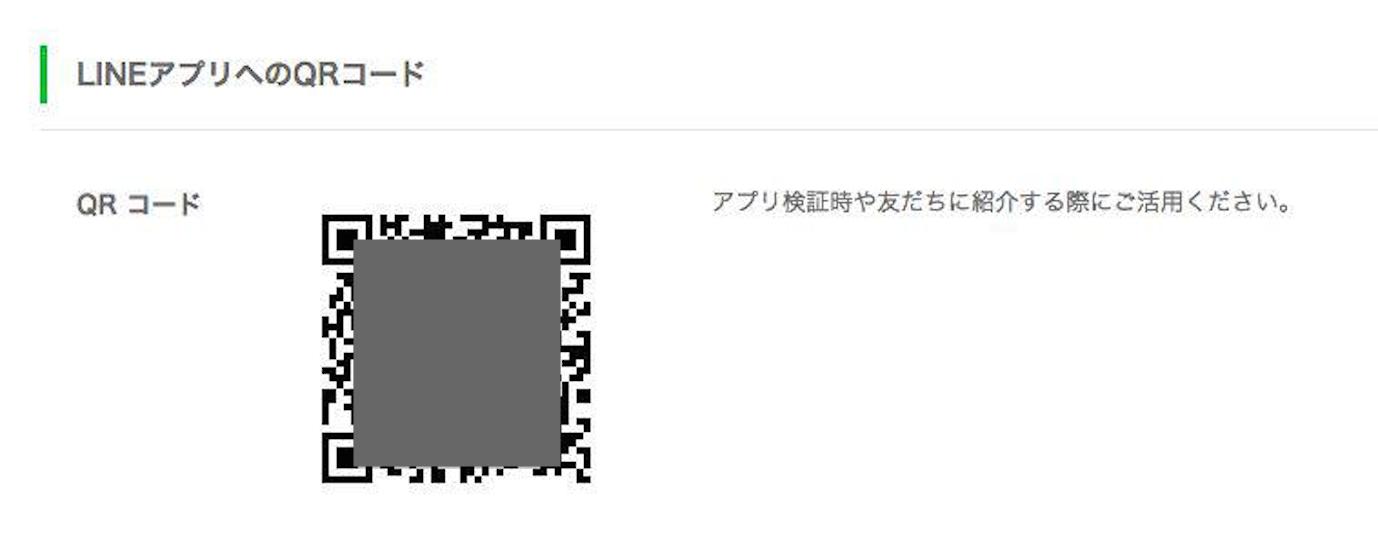 LINEアプリへのQRコード
QR コード
アプリ検証時や友だちに紹介する際にご活用ください。